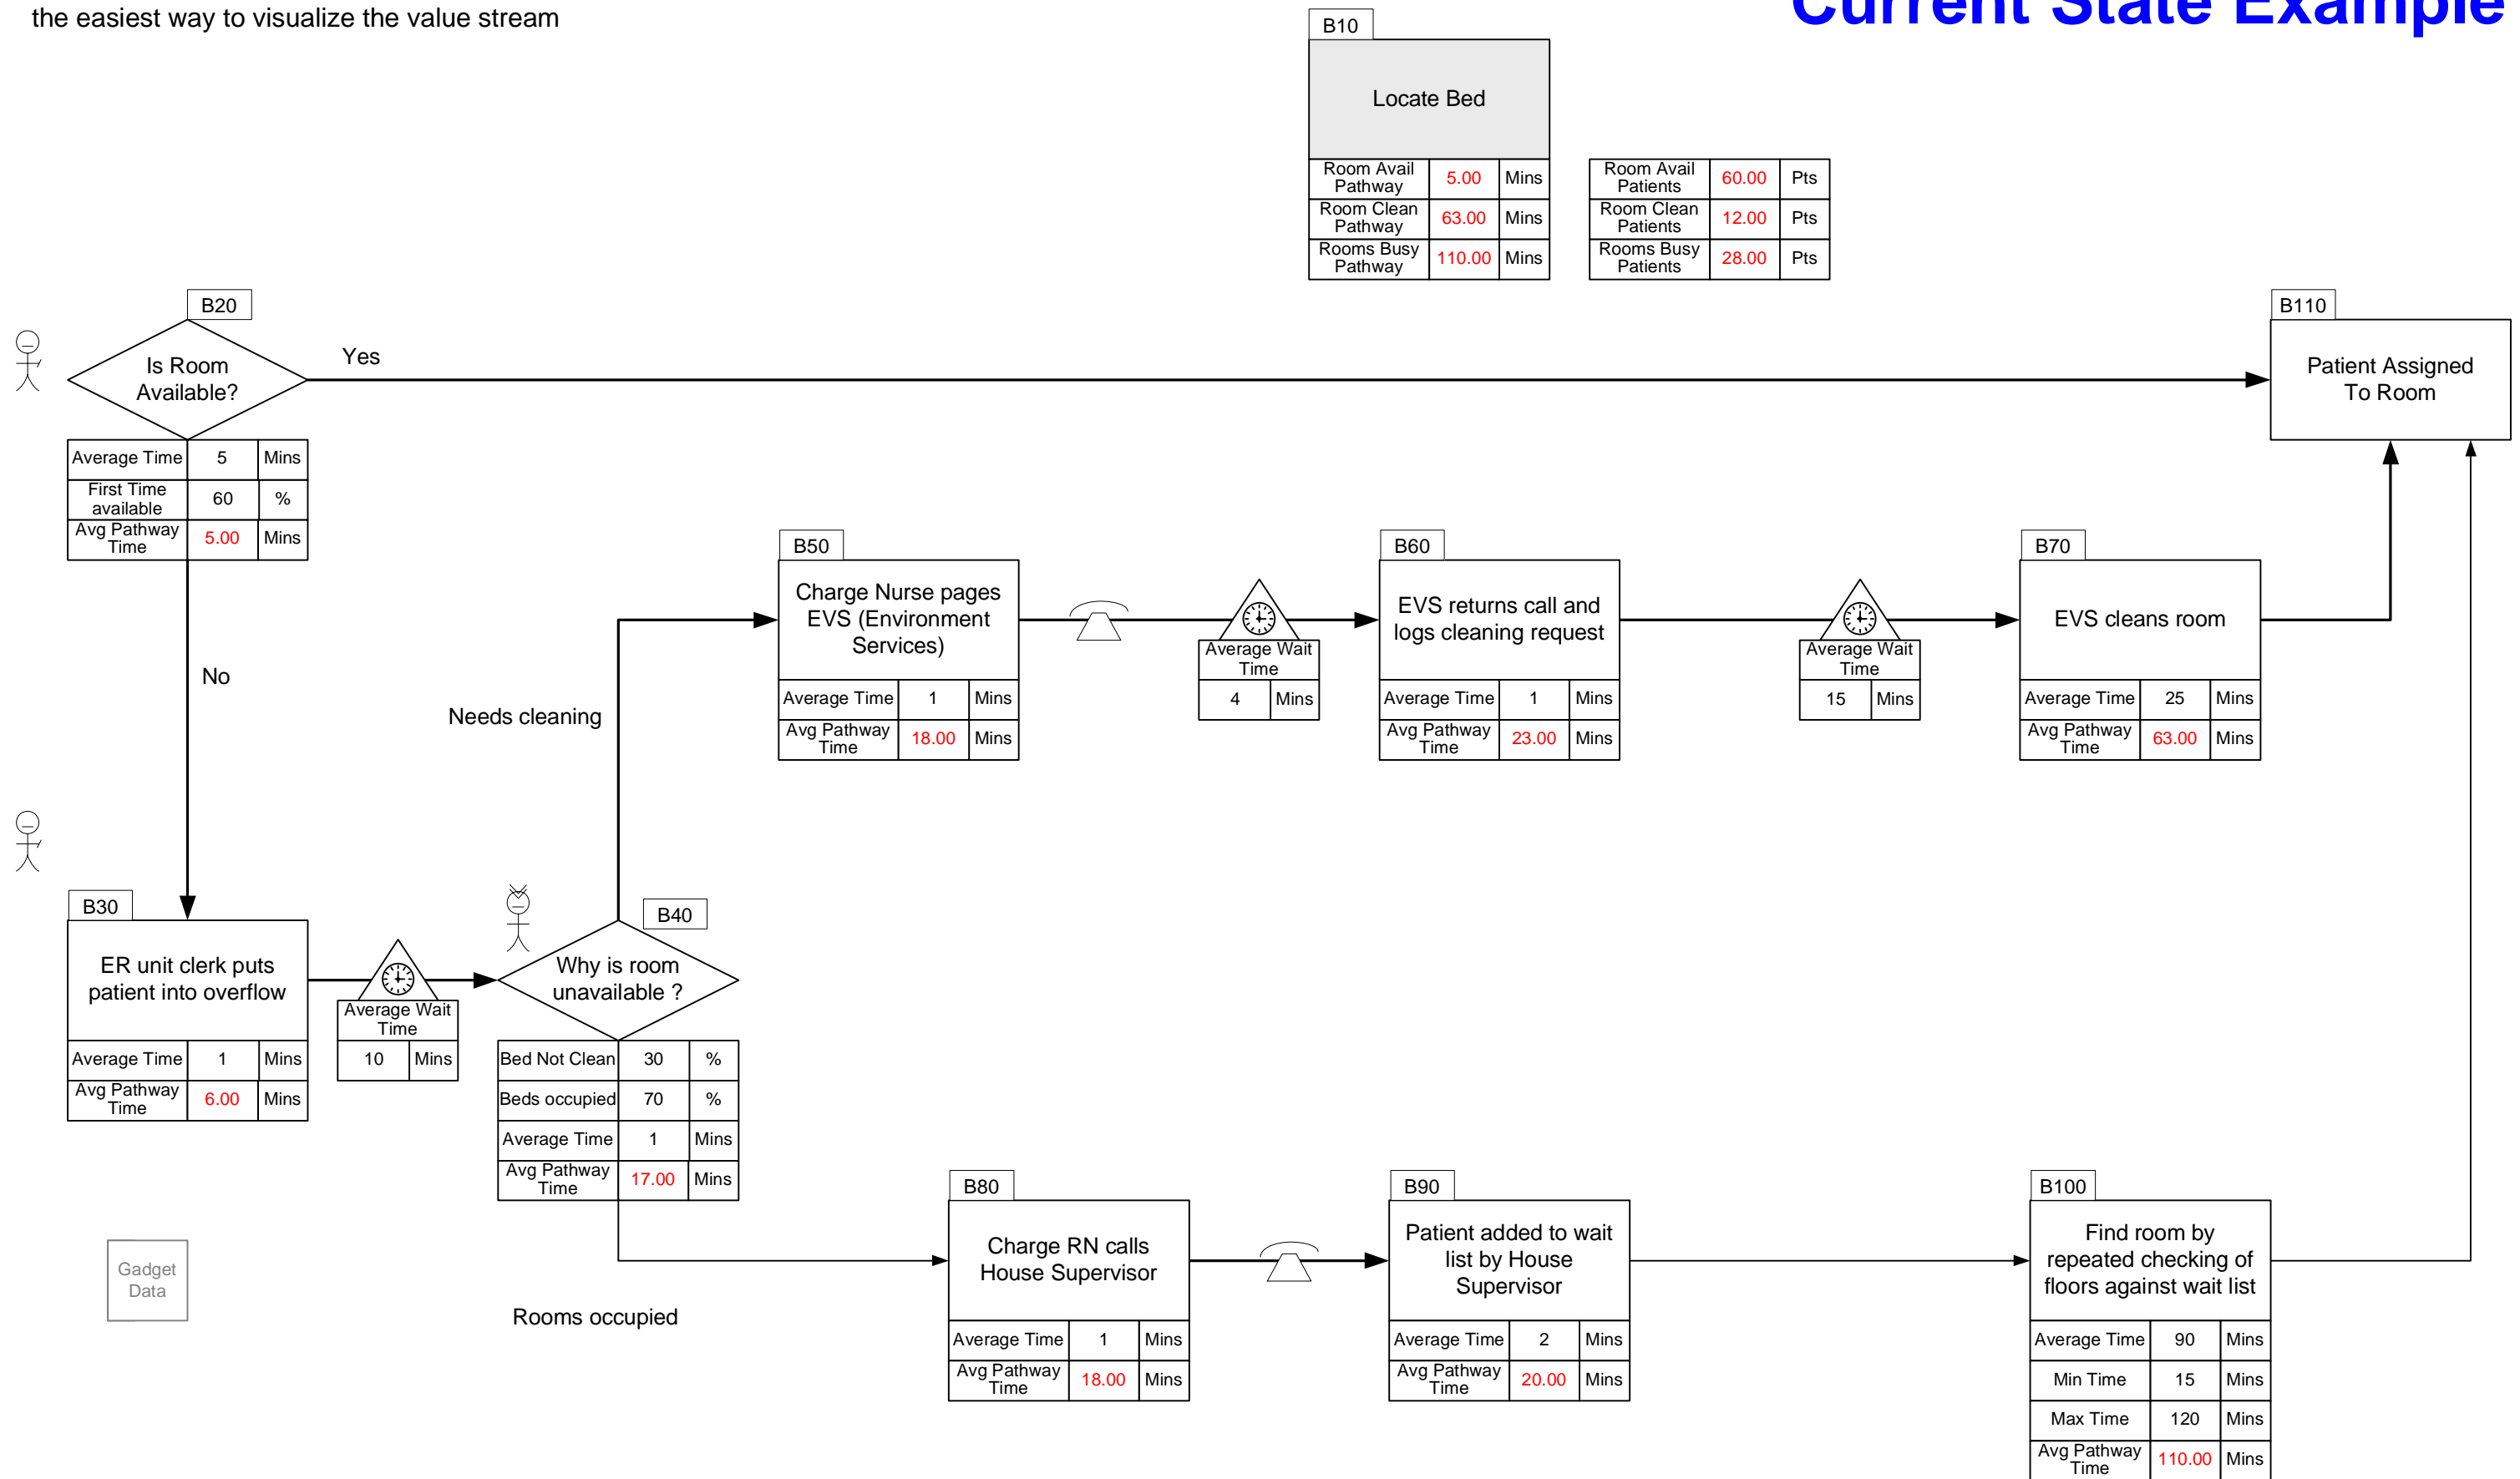 the easiest way to visualize the value stream
Current State Example
B10
Locate Bed
Room Avail
Pathway
5.00
Mins
Room Clean
Pathway
63.00
Mins
Rooms Busy
Pathway
110.00
Mins
Room Avail
Patients
60.00
Pts
Room Clean
Patients
12.00
Pts
Rooms Busy
Patients
28.00
Pts
B20
Is Room
Available?
Yes
Average Time
5
Mins
First Time
available
60
%
Avg Pathway
Time
5.00
Mins
No
B110
Patient Assigned
To Room
Needs cleaning
B50
Charge Nurse pages
EVS (Environment
Services)
Average Time
1
Mins
Avg Pathway
Time
18.00
Mins
Average Wait
Time
4
Mins
B60
EVS returns call and
logs cleaning request
Average Time
1
Mins
Avg Pathway
Time
23.00
Mins
Average Wait
Time
15
Mins
B70
EVS cleans room
Average Time
25
Mins
Avg Pathway
Time
63.00
Mins
B30
ER unit clerk puts
patient into overflow
Average Time
1
Mins
Avg Pathway
Time
6.00
Mins
Average Wait
Time
10
Mins
B40
Why is room
unavailable ?
Bed Not Clean
30
%
Beds occupied
70
%
Average Time
1
Mins
Avg Pathway
Time
17.00
Mins
Gadget
Data
Rooms occupied
B80
Charge RN calls
House Supervisor
Average Time
1
Mins
Avg Pathway
Time
18.00
Mins
B90
Patient added to wait
list by House
Supervisor
Average Time
2
Mins
Avg Pathway
Time
20.00
Mins
B100
Find room by
repeated checking of
floors against wait list
Average Time
90
Mins
Min Time
15
Mins
Max Time
120
Mins
Avg Pathway
Time
110.00
Mins